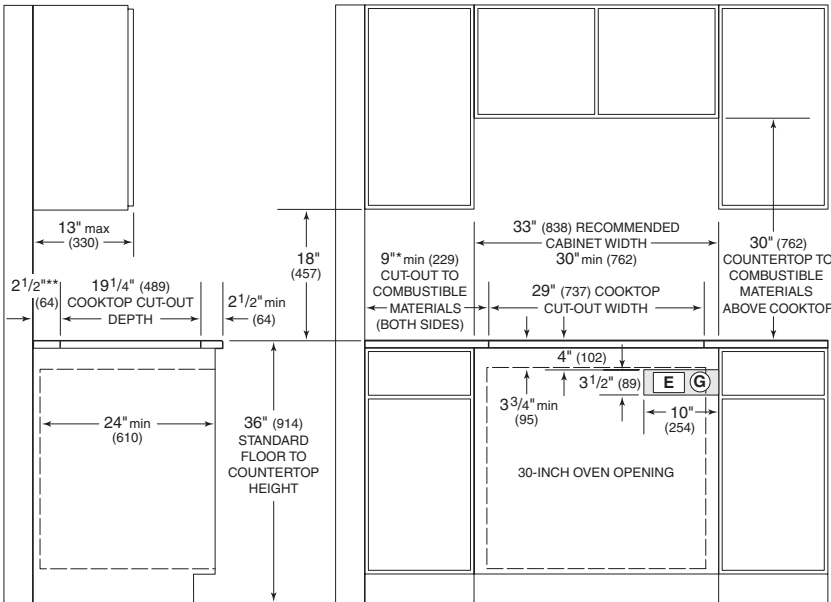 13" max
(330)
18"
(457)
33" (838) RECOMMENDED
CABINET WIDTH
30" min (762)
9"* min (229)
CUT-OUT TO
COMBUSTIBLE
MATERIALS
(BOTH SIDES)
30" (762)
COUNTERTOP TO
COMBUSTIBLE
MATERIALS
ABOVE COOKTOP
2 1/2"**
(64)
19 1/4" (489)
COOKTOP CUT-OUT
DEPTH
2 1/2" min
(64)
29" (737) COOKTOP
CUT-OUT WIDTH
4" (102)
3 1/2" (89)
E
G
3 3/4" min
(95)
10"
(254)
24" min
(610)
36" (914)
STANDARD
FLOOR TO
COUNTERTOP
HEIGHT
30-INCH OVEN OPENING